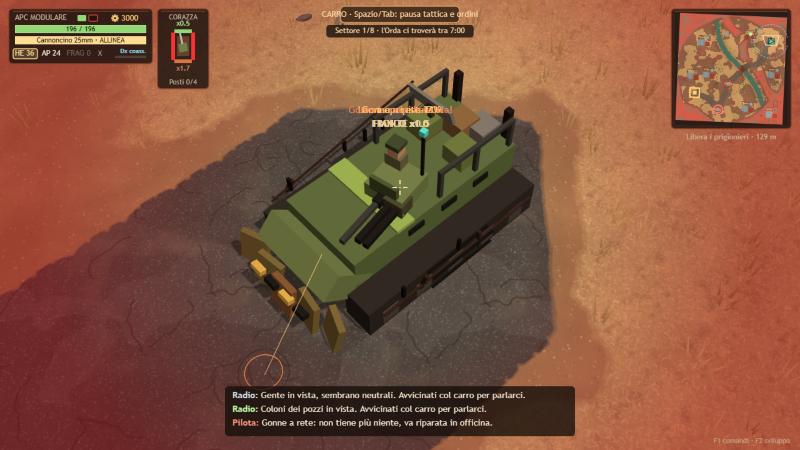 APC MODULARE 3000
196 / 196
Cannoncino 25mm · ALLINEA
HE 36 AP 24 FRAG 0 X Dx coass.
CORAZZA
x0.5
x1.7
Posti 0/4
CARRO · Spazio/Tab: pausa tattica e ordini
Settore 1/8 · l'Orda ci troverà tra 7:00
Libera i prigionieri · 129 m
x0.5
Radio: Gente in vista, sembrano neutrali. Avvicinati col carro per parlarci.
Radio: Coloni dei pozzi in vista. Avvicinati col carro per parlarci.
Pilota: Gonne a rete: non tiene più niente, va riparata in officina.
F1 comandi · F2 sviluppo